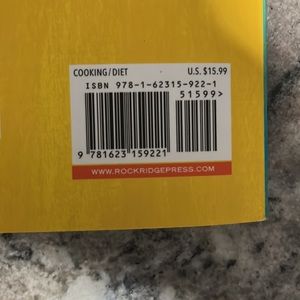 COOKING/DIET U.S. $15.99
ISBN 978-1-62315-922-1
51599>
9 781623 159221
WWW.ROCKRIDGEPRESS.COM